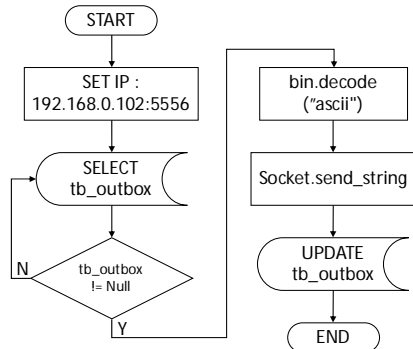 START
SET IP :
192.168.0.102:5556
SELECT
tb_outbox
tb_outbox
!= Null
N
Y
bin.decode
("ascii")
Socket.send_string
UPDATE
tb_outbox
END